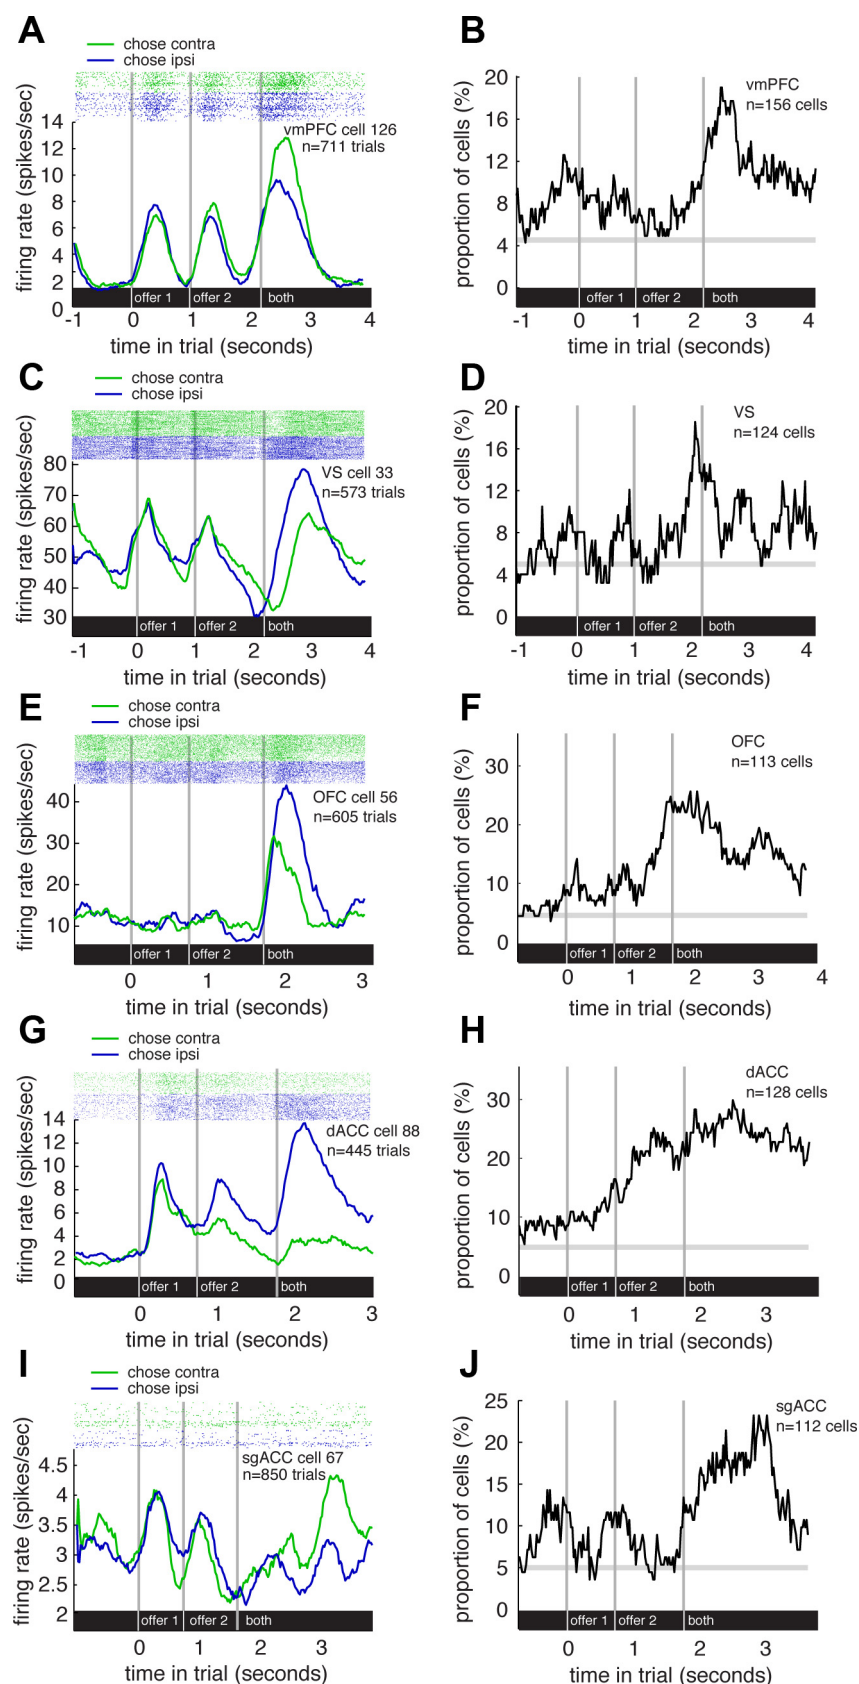 A
chose contra
chose ipsi
firing rate (spikes/sec)
14
12
10
8
6
4
2
0
vmPFC cell 126
n=711 trials
offer 1 offer 2 both
-1 0 1 2 3 4
time in trial (seconds)
B
proportion of cells (%)
20
16
12
8
4
0
vmPFC
n=156 cells
offer 1 offer 2 both
-1 0 1 2 3 4
time in trial (seconds)
C
chose contra
chose ipsi
firing rate (spikes/sec)
80
70
60
50
40
30
VS cell 33
n=573 trials
offer 1 offer 2 both
-1 0 1 2 3 4
time in trial (seconds)
D
proportion of cells (%)
20
16
12
8
4
0
VS
n=124 cells
offer 1 offer 2 both
-1 0 1 2 3 4
time in trial (seconds)
E
chose contra
chose ipsi
firing rate (spikes/sec)
40
30
20
10
OFC cell 56
n=605 trials
offer 1 offer 2 both
0 1 2 3
time in trial (seconds)
F
proportion of cells (%)
30
20
10
0
OFC
n=113 cells
offer 1 offer 2 both
0 1 2 3 4
time in trial (seconds)
G
chose contra
chose ipsi
firing rate (spikes/sec)
14
12
10
8
6
4
2
0
dACC cell 88
n=445 trials
offer 1 offer 2 both
0 1 2 3
time in trial (seconds)
H
proportion of cells (%)
30
20
10
0
dACC
n=128 cells
offer 1 offer 2 both
0 1 2 3
time in trial (seconds)
I
chose contra
chose ipsi
firing rate (spikes/sec)
4.5
4
3.5
3
2.5
2
sgACC cell 67
n=850 trials
offer 1 offer 2 both
0 1 2 3
time in trial (seconds)
J
proportion of cells (%)
25
20
15
10
5
0
sgACC
n=112 cells
offer 1 offer 2 both
0 1 2 3
time in trial (seconds)